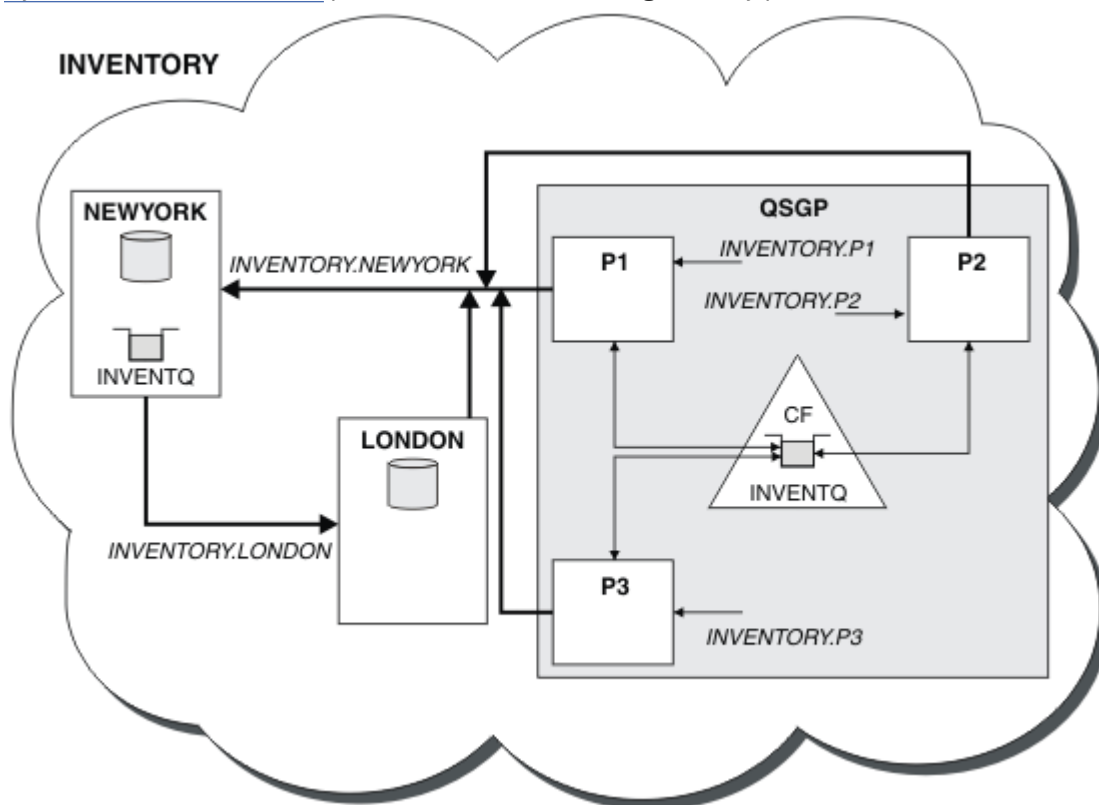 INVENTORY
NEWYORK
INVENTQ
INVENTORY.NEWYORK
LONDON
INVENTORY.LONDON
QSGP
P1
INVENTORY.P1
P2
INVENTORY.P2
CF
INVENTQ
P3
INVENTORY.P3